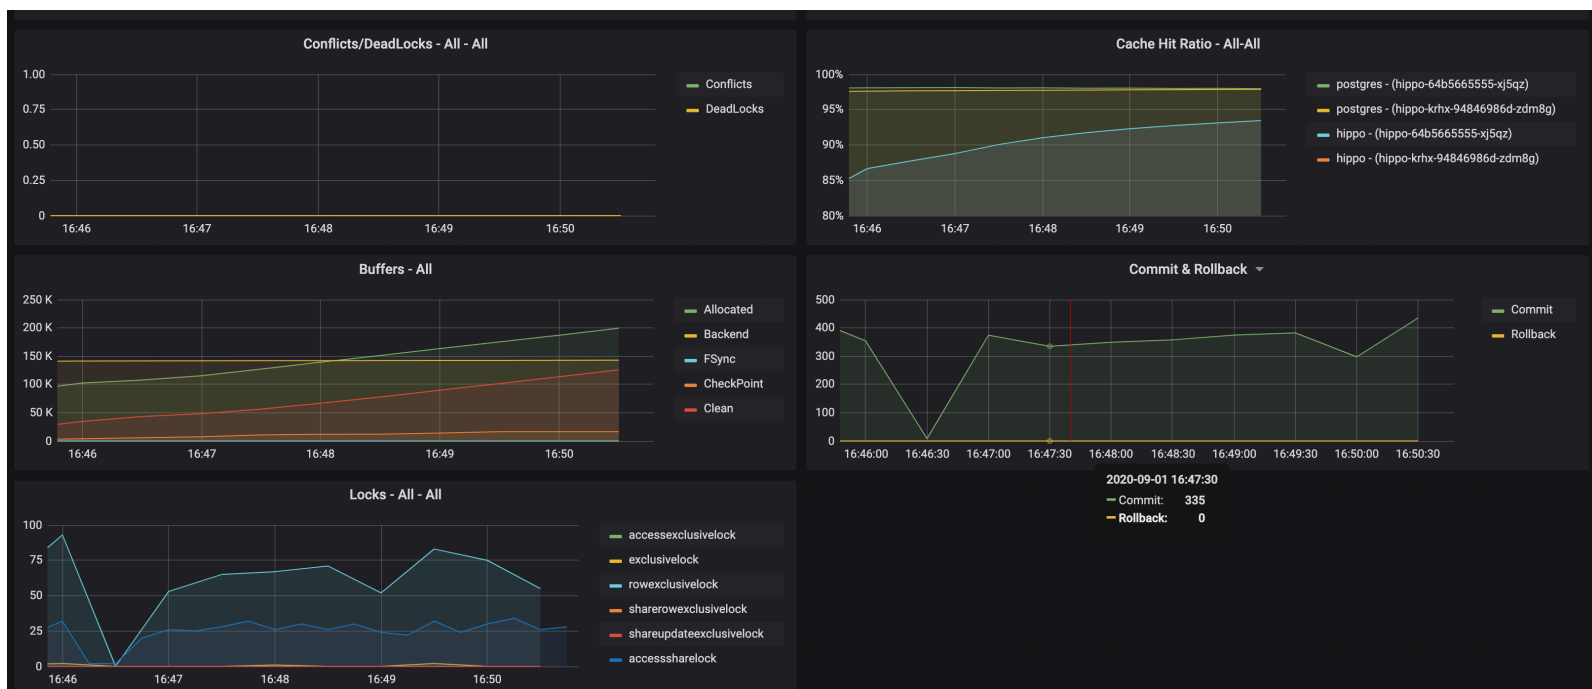 Conflicts/DeadLocks - All - All
1.00
0.75
0.50
0.25
0
16:46 16:47 16:48 16:49 16:50
Conflicts
DeadLocks
Cache Hit Ratio - All-All
100%
95%
90%
85%
80%
16:46 16:47 16:48 16:49 16:50
postgres - (hippo-64b5665555-xj5qz)
postgres - (hippo-krhx-94846986d-zdm8g)
hippo - (hippo-64b5665555-xj5qz)
hippo - (hippo-krhx-94846986d-zdm8g)
Buffers - All
250 K
200 K
150 K
100 K
50 K
0
16:46 16:47 16:48 16:49 16:50
Allocated
Backend
FSync
CheckPoint
Clean
Commit & Rollback
500
400
300
200
100
0
16:46:00 16:46:30 16:47:00 16:47:30 16:48:00 16:48:30 16:49:00 16:49:30 16:50:00 16:50:30
Commit
Rollback
2020-09-01 16:47:30
Commit: 335
Rollback: 0
Locks - All - All
100
75
50
25
0
16:46 16:47 16:48 16:49 16:50
accessexclusivelock
exclusivelock
rowexclusivelock
sharerowexclusivelock
shareupdateexclusivelock
accesssharelock